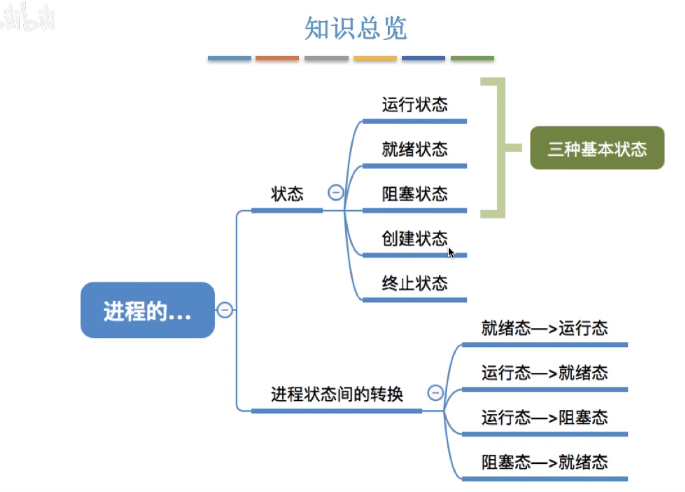 知识总览
运行状态
就绪状态
三种基本状态
状态
阻塞状态
创建状态
终止状态
进程的...
就绪态—>运行态
运行态—>就绪态
进程状态间的转换
运行态—>阻塞态
阻塞态—>就绪态